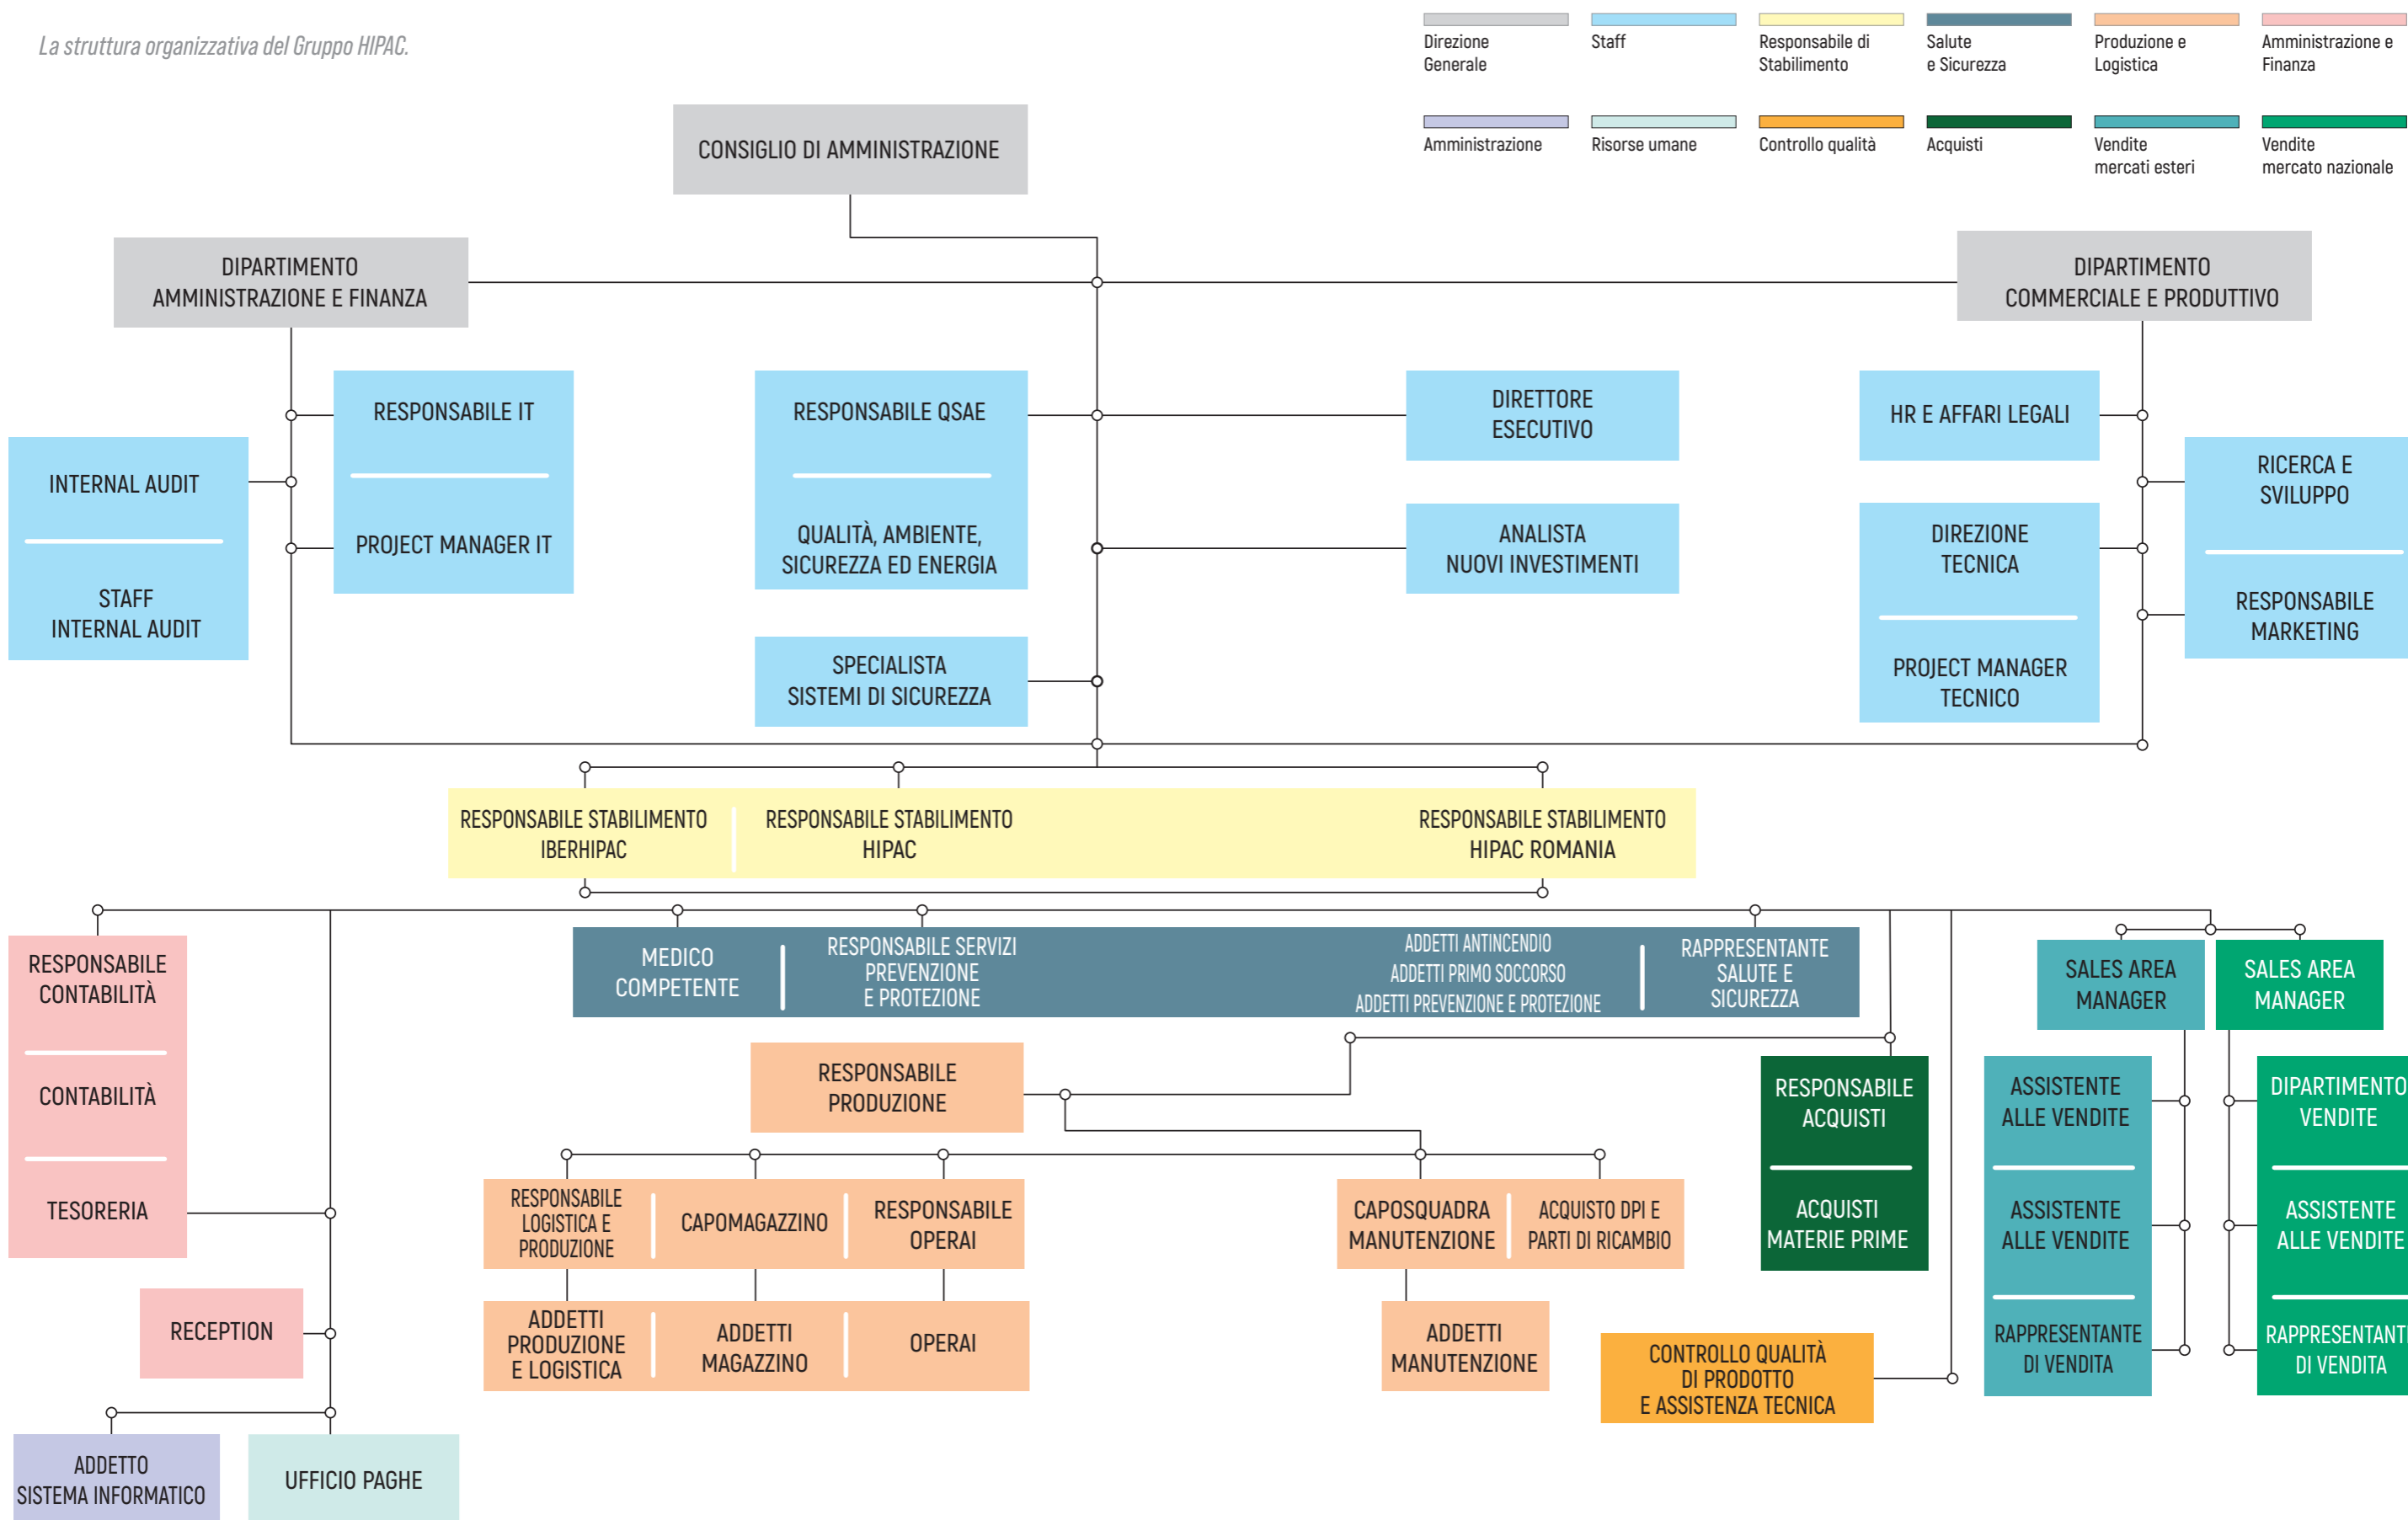 La struttura organizzativa del Gruppo HIPAC.
Direzione
Generale
Staff
Responsabile di
Stabilimento
Salute
e Sicurezza
Produzione e
Logistica
Amministrazione e
Finanza
Amministrazione
Risorse umane
Controllo qualità
Acquisti
Vendite
mercati esteri
Vendite
mercato nazionale
CONSIGLIO DI AMMINISTRAZIONE
DIPARTIMENTO
AMMINISTRAZIONE E FINANZA
DIPARTIMENTO
COMMERCIALE E PRODUTTIVO
INTERNAL AUDIT
STAFF
INTERNAL AUDIT
RESPONSABILE IT
PROJECT MANAGER IT
RESPONSABILE QSAE
QUALITÀ, AMBIENTE,
SICUREZZA ED ENERGIA
SPECIALISTA
SISTEMI DI SICUREZZA
DIRETTORE
ESECUTIVO
ANALISTA
NUOVI INVESTIMENTI
HR E AFFARI LEGALI
DIREZIONE
TECNICA
PROJECT MANAGER
TECNICO
RICERCA E
SVILUPPO
RESPONSABILE
MARKETING
RESPONSABILE STABILIMENTO
IBERHIPAC
RESPONSABILE STABILIMENTO
HIPAC
RESPONSABILE STABILIMENTO
HIPAC ROMANIA
RESPONSABILE
CONTABILITÀ
CONTABILITÀ
TESORERIA
RECEPTION
ADDETTO
SISTEMA INFORMATICO
UFFICIO PAGHE
MEDICO
COMPETENTE
RESPONSABILE SERVIZI
PREVENZIONE
E PROTEZIONE
ADDETTI ANTINCENDIO
ADDETTI PRIMO SOCCORSO
ADDETTI PREVENZIONE E PROTEZIONE
RAPPRESENTANTE
SALUTE E
SICUREZZA
RESPONSABILE
PRODUZIONE
RESPONSABILE
LOGISTICA E
PRODUZIONE
CAPOMAGAZZINO
RESPONSABILE
OPERAI
CAPOSQUADRA
MANUTENZIONE
ACQUISTO DPI E
PARTI DI RICAMBIO
ADDETTI
PRODUZIONE
E LOGISTICA
ADDETTI
MAGAZZINO
OPERAI
ADDETTI
MANUTENZIONE
RESPONSABILE
ACQUISTI
ACQUISTI
MATERIE PRIME
CONTROLLO QUALITÀ
DI PRODOTTO
E ASSISTENZA TECNICA
SALES AREA
MANAGER
ASSISTENTE
ALLE VENDITE
ASSISTENTE
ALLE VENDITE
RAPPRESENTANTE
DI VENDITA
SALES AREA
MANAGER
DIPARTIMENTO
VENDITE
ASSISTENTE
ALLE VENDITE
RAPPRESENTANTE
DI VENDITA